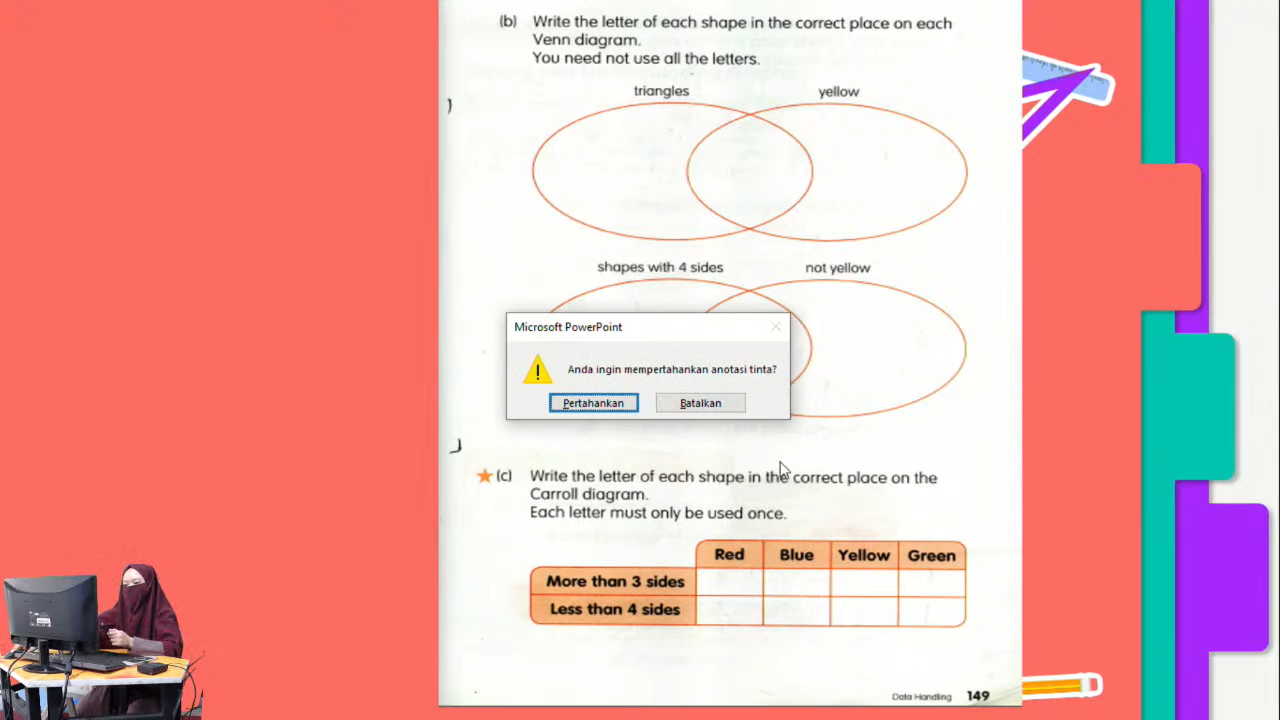 (b) Write the letter of each shape in the correct place on each
Venn diagram.
You need not use all the letters.
triangles yellow
shapes with 4 sides not yellow
Microsoft PowerPoint
Anda ingin mempertahankan anotasi tinta?
Pertahankan Batalkan
(c) Write the letter of each shape in the correct place on the
Carroll diagram.
Each letter must only be used once.
Red Blue Yellow Green
More than 3 sides
Less than 4 sides
Data Handling 149